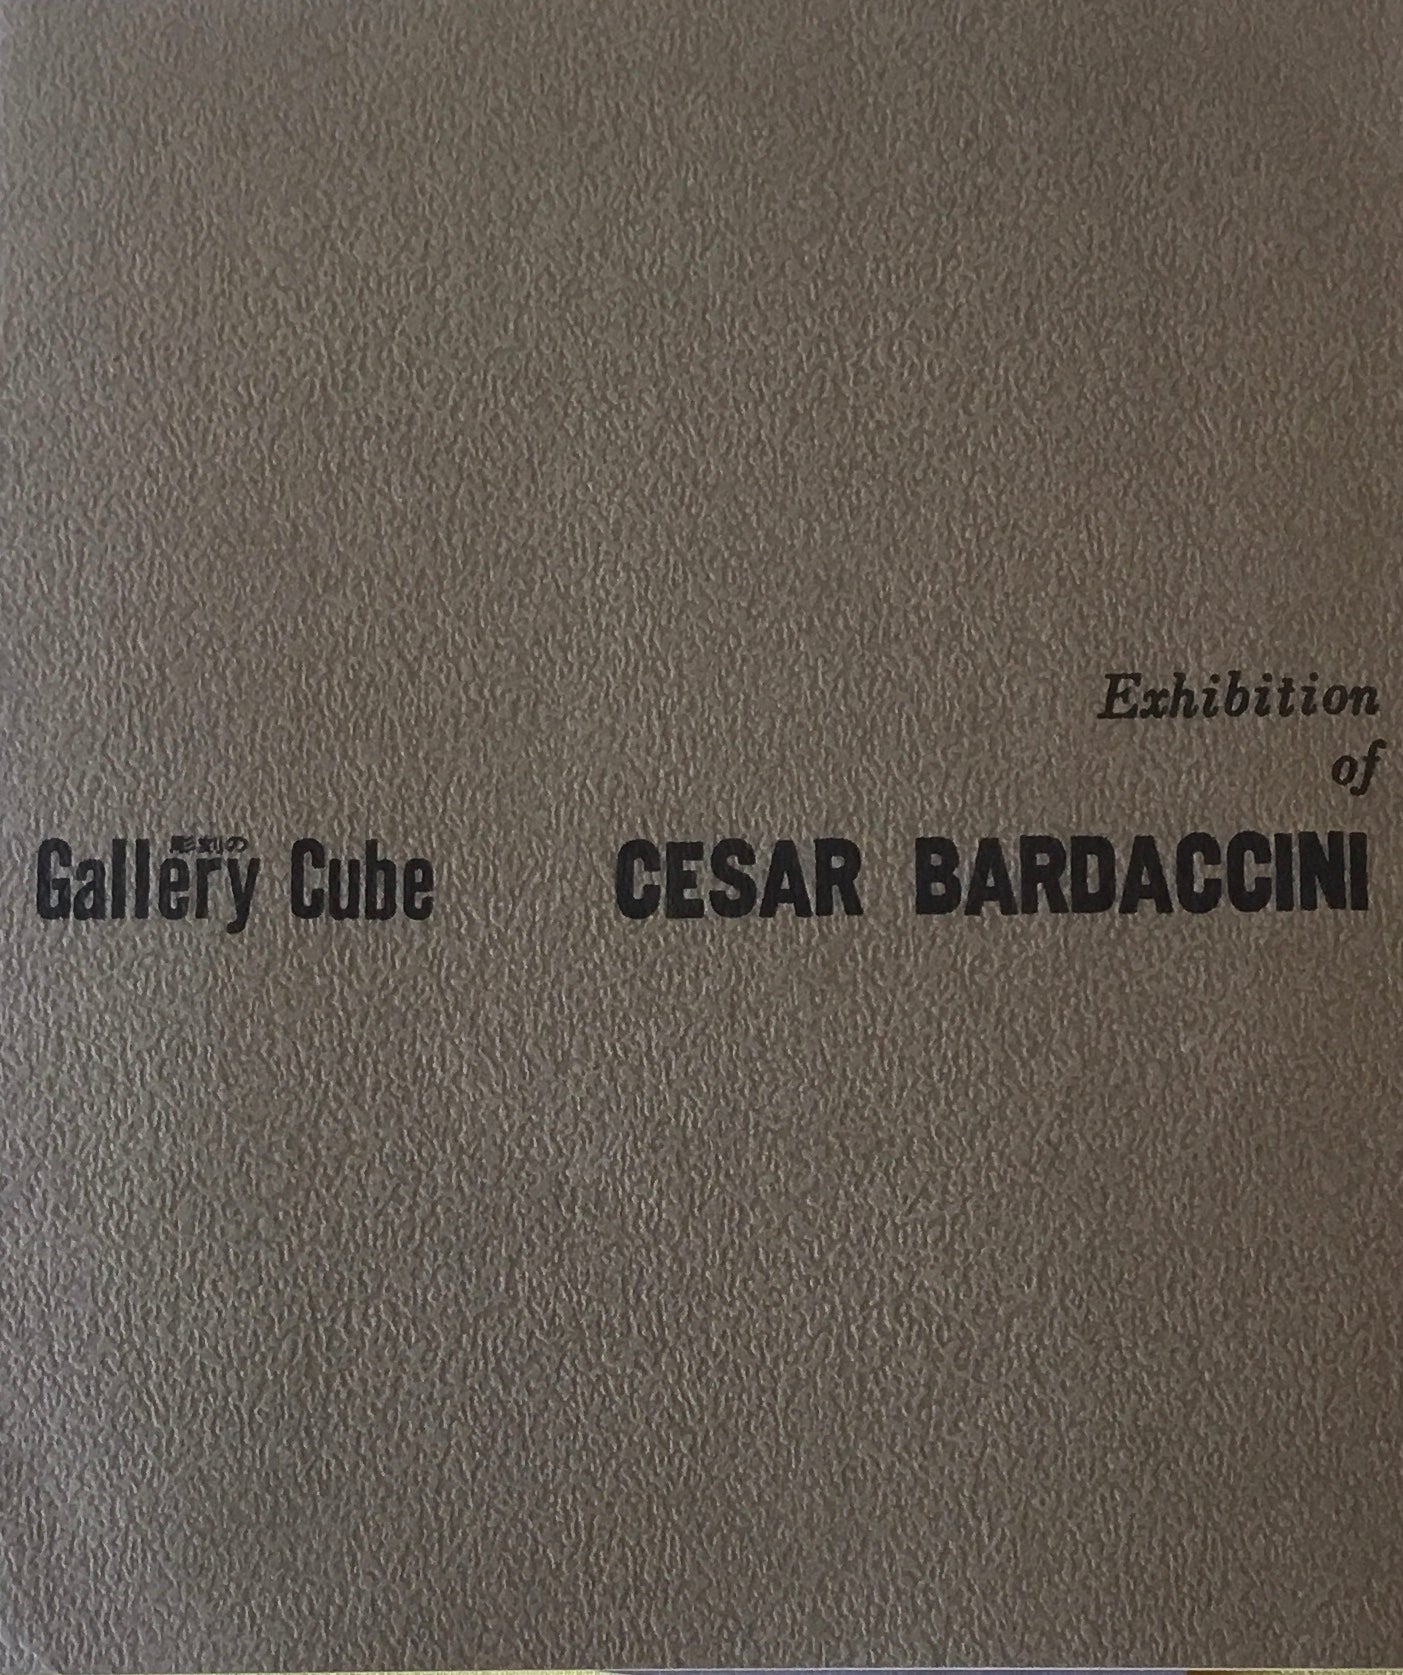 Exhibition
of
彫刻の
Gallery Cube
CESAR BARDACCINI